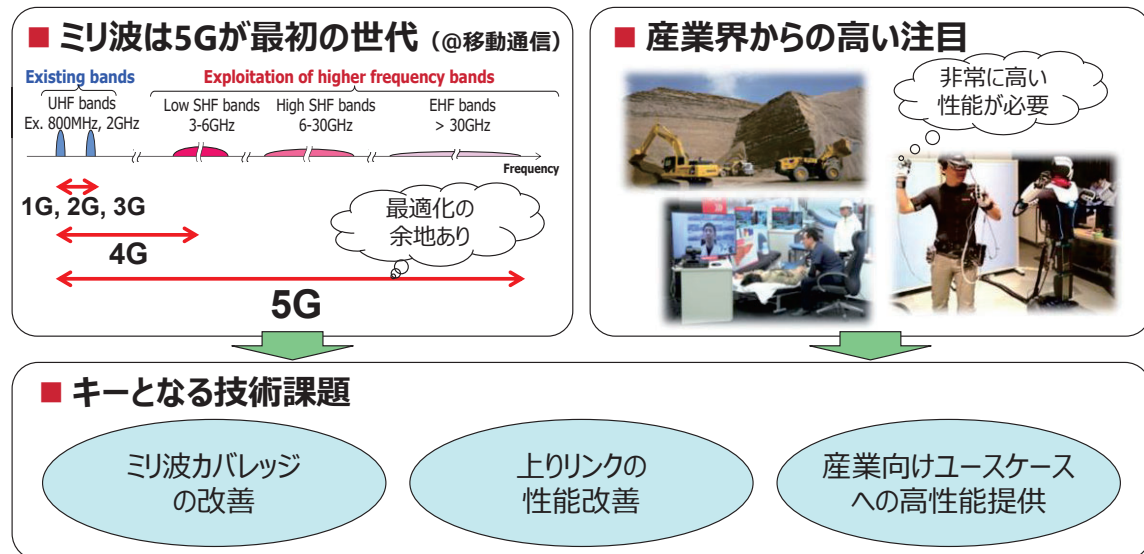 ■ ミリ波は5Gが最初の世代 (@移動通信)
Existing bands
Exploitation of higher frequency bands
UHF bands
Ex. 800MHz, 2GHz
Low SHF bands
3-6GHz
High SHF bands
6-30GHz
EHF bands
> 30GHz
Frequency
1G, 2G, 3G
4G
5G
最適化の
余地あり
■ 産業界からの高い注目
非常に高い
性能が必要
■ キーとなる技術課題
ミリ波カバレッジ
の改善
上りリンクの
性能改善
産業向けユースケース
への高性能提供